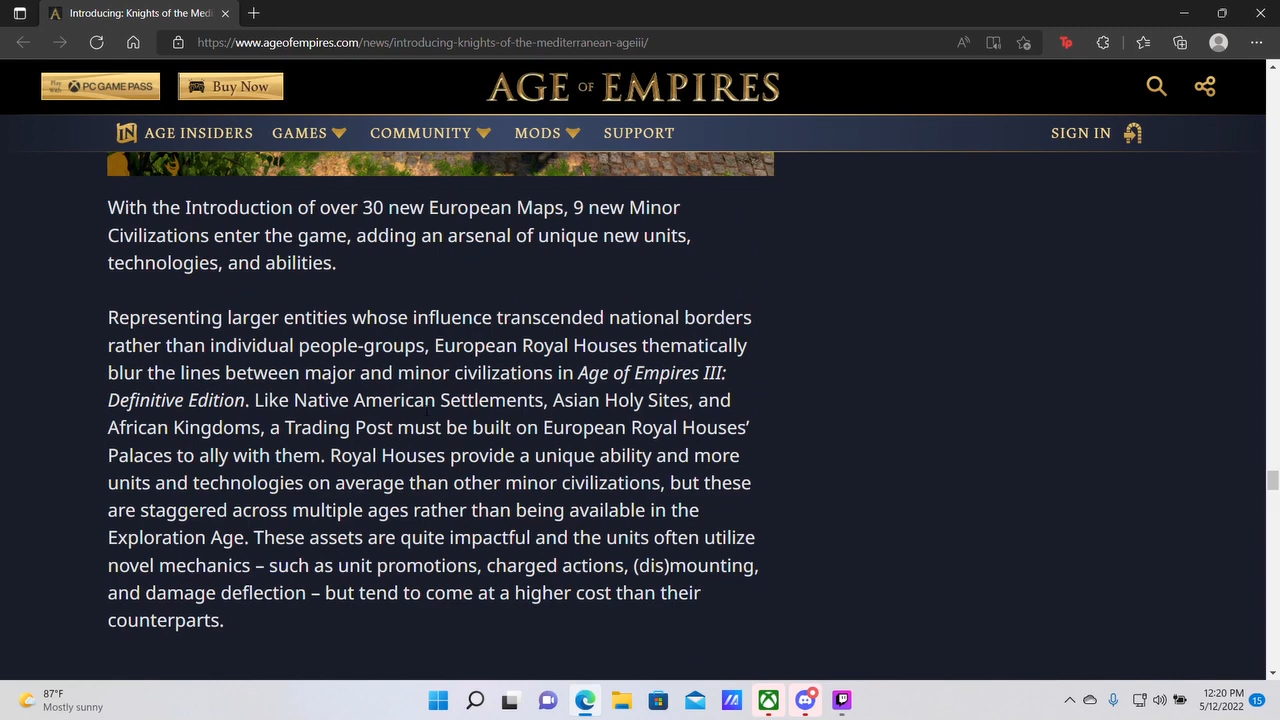 Introducing: Knights of the Medi
https://www.ageofempires.com/news/introducing-knights-of-the-mediterranean-ageiii/
Play With PC GAME PASS
Buy Now
AGE OF EMPIRES
AGE INSIDERS GAMES COMMUNITY MODS SUPPORT SIGN IN
With the Introduction of over 30 new European Maps, 9 new Minor
Civilizations enter the game, adding an arsenal of unique new units,
technologies, and abilities.
Representing larger entities whose influence transcended national borders
rather than individual people-groups, European Royal Houses thematically
blur the lines between major and minor civilizations in Age of Empires III:
Definitive Edition. Like Native American Settlements, Asian Holy Sites, and
African Kingdoms, a Trading Post must be built on European Royal Houses’
Palaces to ally with them. Royal Houses provide a unique ability and more
units and technologies on average than other minor civilizations, but these
are staggered across multiple ages rather than being available in the
Exploration Age. These assets are quite impactful and the units often utilize
novel mechanics – such as unit promotions, charged actions, (dis)mounting,
and damage deflection – but tend to come at a higher cost than their
counterparts.
87°F
Mostly sunny
12:20 PM
5/12/2022
15